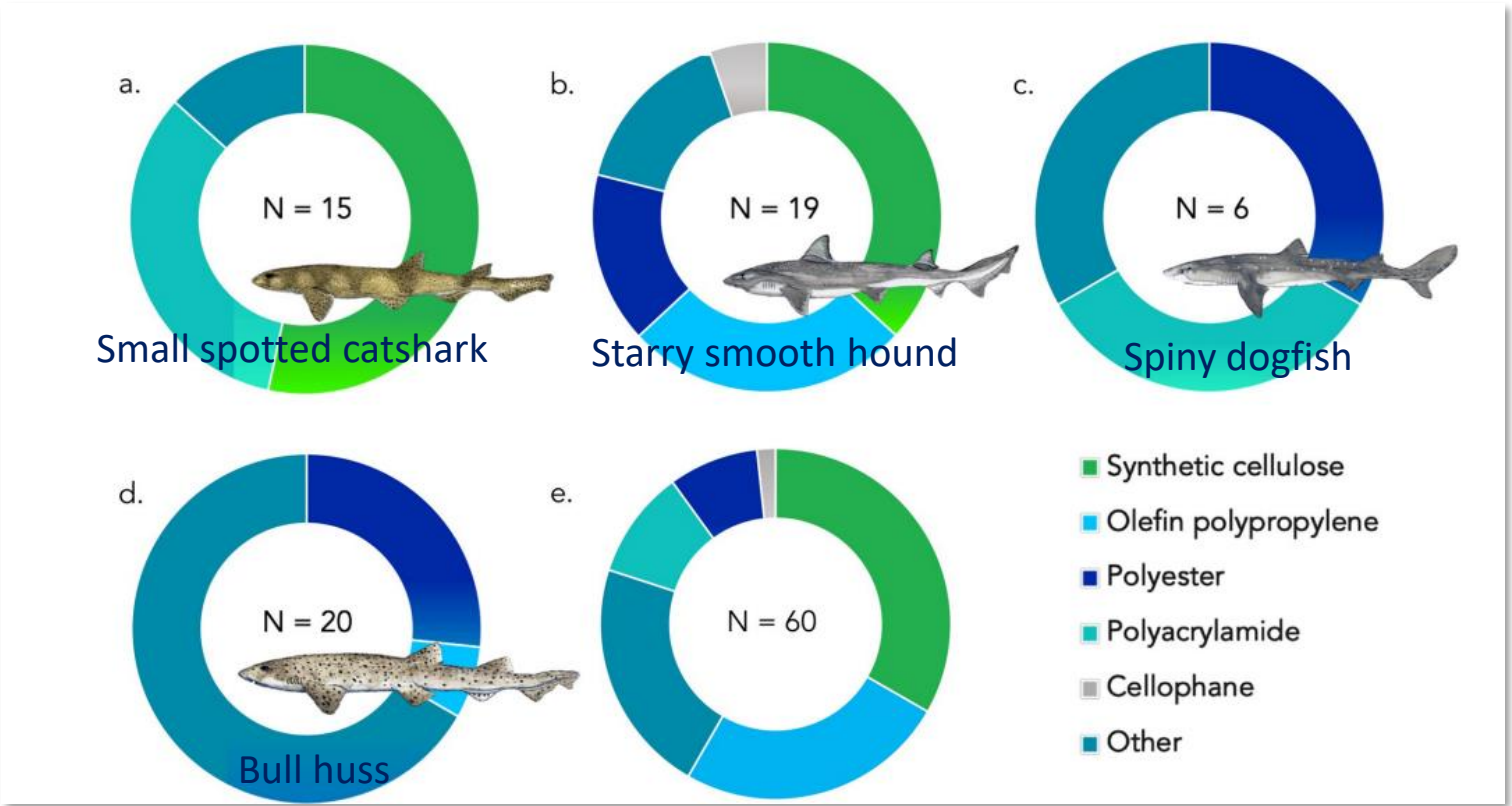 a.
N = 15
Small spotted catshark
b.
N = 19
Starry smooth hound
c.
N = 6
Spiny dogfish
d.
N = 20
Bull huss
e.
N = 60
Synthetic cellulose
Olefin polypropylene
Polyester
Polyacrylamide
Cellophane
Other